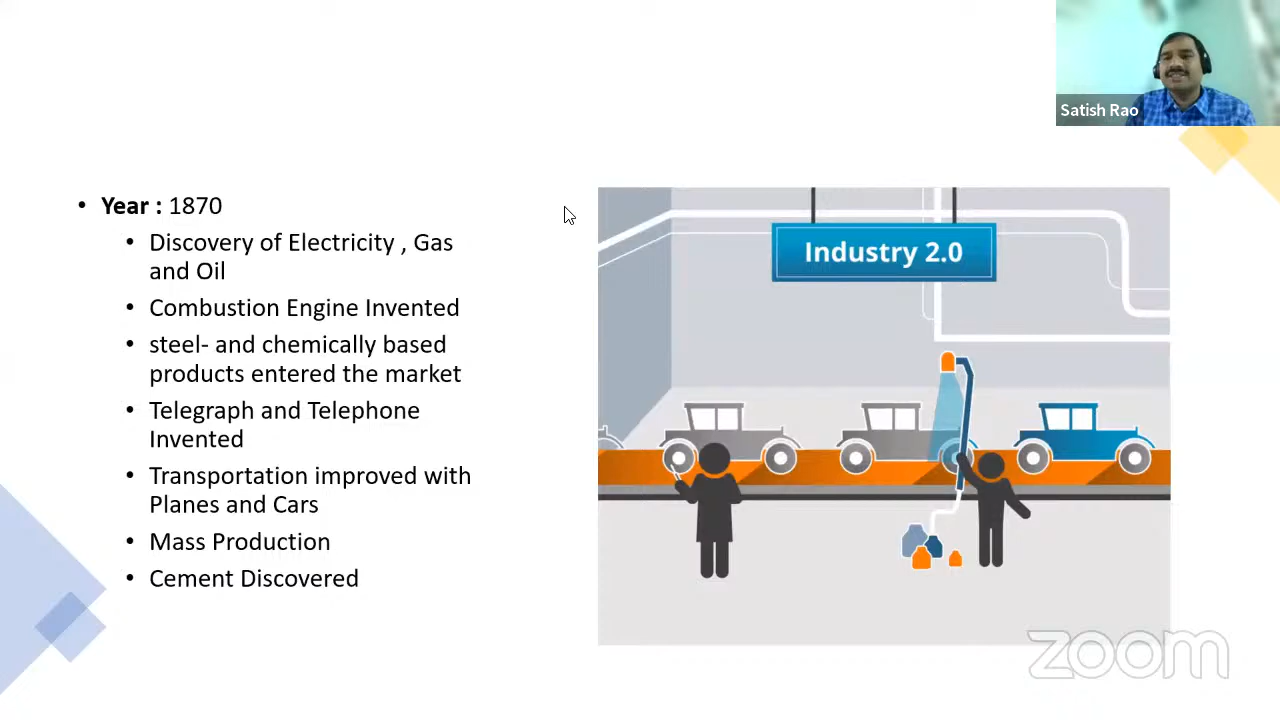 Satish Rao
• Year : 1870
• Discovery of Electricity , Gas
and Oil
• Combustion Engine Invented
• steel- and chemically based
products entered the market
• Telegraph and Telephone
Invented
• Transportation improved with
Planes and Cars
• Mass Production
• Cement Discovered
Industry 2.0
zoom